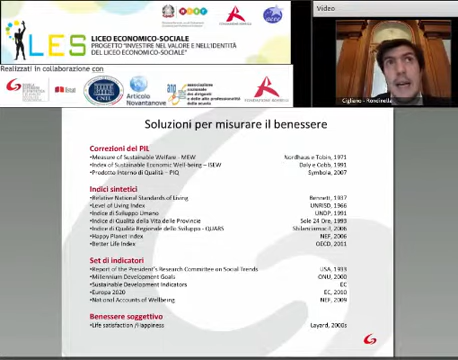 LES
LICEO ECONOMICO-SOCIALE
PROGETTO "INVESTIRE NEL VALORE E NELL'IDENTITÀ
DEL LICEO ECONOMICO-SOCIALE"
Realizzati in collaborazione con
Articolo
Novantanove
FONDAZIONE ROSSELLI
Video
Cigliano - Rondinella
Soluzioni per misurare il benessere
Correzioni del PIL
•Measure of Sustainable Welfare - MEW Nordhaus e Tobin, 1971
•Index of Sustainable Economic Well-being – ISEW Daly e Cobb, 1991
•Prodotto Interno di Qualità – PIQ Symbola, 2007
Indici sintetici
•Relative National Standards of Living Bennett, 1937
•Level of Living Index UNRISD, 1966
•Indice di Sviluppo Umano UNDP, 1991
•Indice di Qualità della Vita delle Provincie Sole 24 Ore, 1993
•Indice di Qualità Regionale dello Sviluppo - QUARS Sbilanciamoci!, 2006
•Happy Planet Index NEF, 2006
•Better Life Index OECD, 2011
Set di indicatori
•Report of the President's Research Committee on Social Trends USA, 1933
•Millennium Development Goals ONU, 2000
•Sustainable Development Indicators EC
•Europa 2020 EC, 2010
•National Accounts of Wellbeing NEF, 2009
Benessere soggettivo
•Life satisfaction /Happiness Layard, 2000s